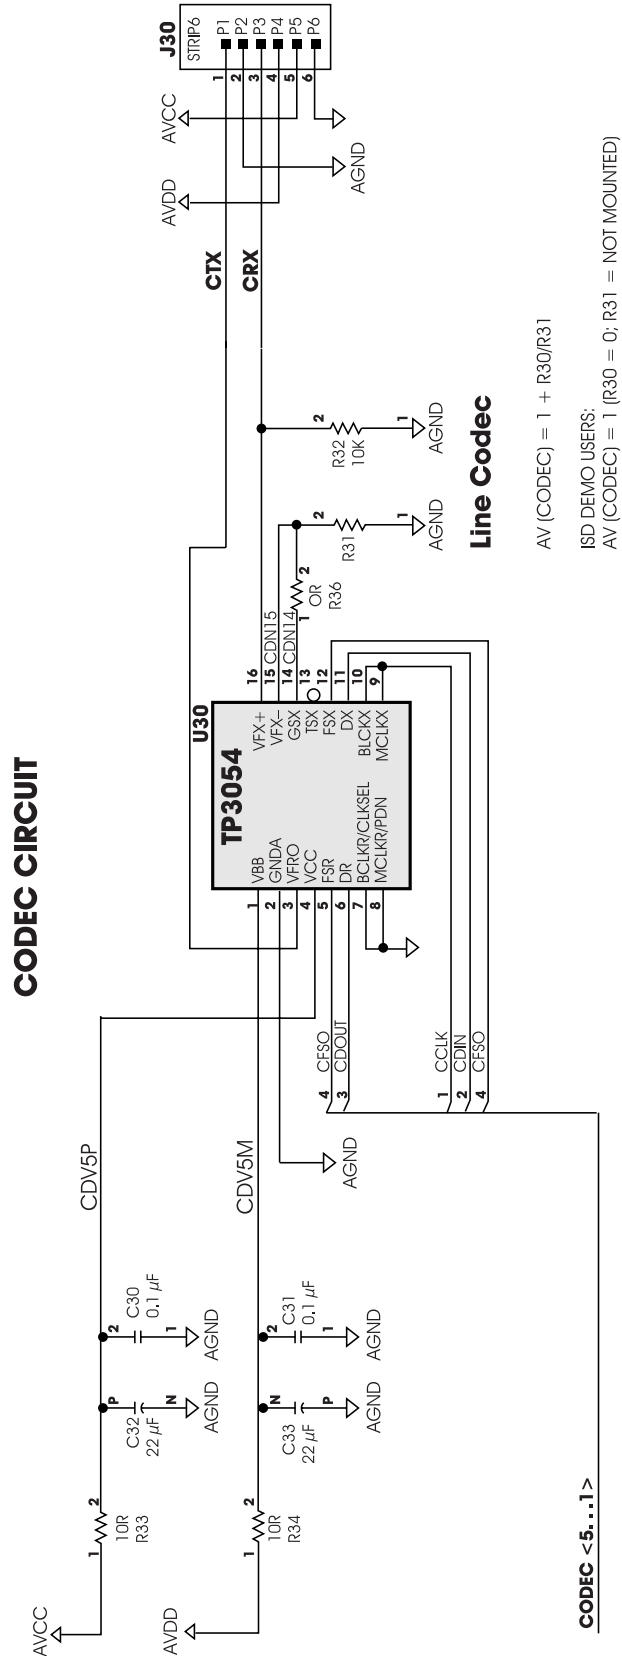 CODEC CIRCUIT
AVCC
1
10R
R33
2
P
C32
22 µF
N
AGND
2
C30
0.1 µF
1
AGND
CDV5P
AVDD
1
10R
R34
2
N
C33
22 µF
P
AGND
2
C31
0.1 µF
1
AGND
CDV5M
AGND
CODEC <5...1>
4 CFSO
3 CDOUT
1 CCLK
2 CDIN
4 CFSO
U30
TP3054
1 VBB
2 GNDA
3 VFRO
4 VCC
5 FSR
6 DR
7 BCLKR/CLKSEL
8 MCLKR/PDN
VFX+ 16
VFX– 15 CDN15
GSX 14 CDN14
TSX 13
FSX 12
DX 11
BLCKX 10
MCLKX 9
1
2
OR
R36
2
R31
1
AGND
2
R32
10K
1
AGND
CTX
CRX
AVDD
AVCC
AGND
J30
STRIP6
1 P1
2 P2
3 P3
4 P4
5 P5
6 P6
Line Codec
AV (CODEC) = 1 + R30/R31
ISD DEMO USERS:
AV (CODEC) = 1 (R30 = 0; R31 = NOT MOUNTED)